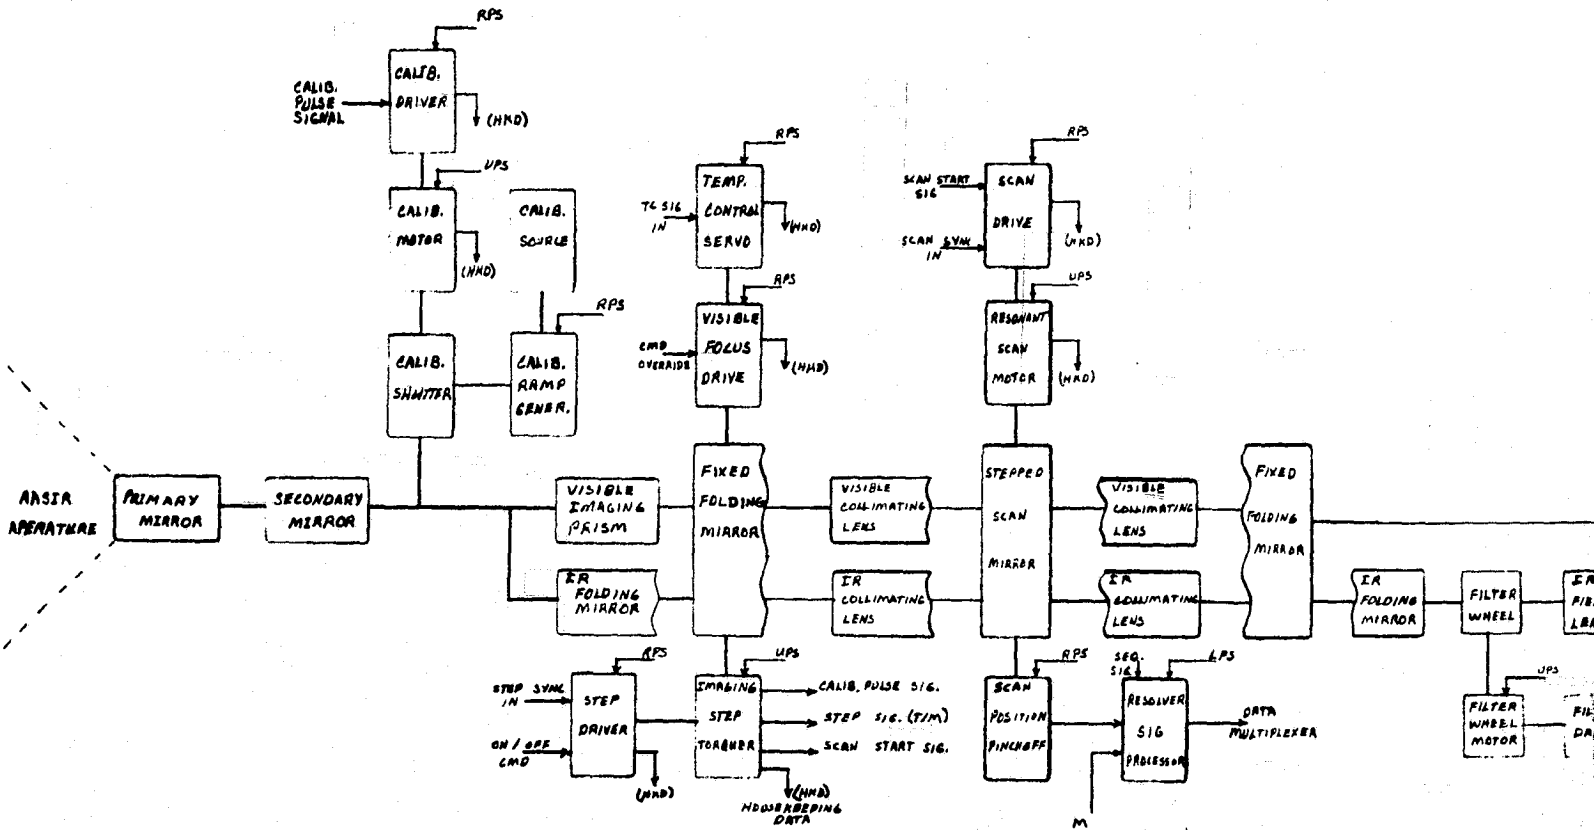 RPS
CALIB.
DRIVER
CALIB.
PULSE
SIGNAL
(HKD)
UPS
CALIB.
MOTOR
(HKD)
CALIB.
SOURCE
RPS
CALIB.
SHUTTER
CALIB.
RAMP
GENER.
RPS
TEMP.
CONTROL
SERVO
TC SIG
IN
(HKD)
RPS
VISIBLE
FOCUS
DRIVE
CMD
OVERRIDE
(HKD)
RPS
SCAN
DRIVE
SCAN START
SIG
SCAN SYNC
IN
(HKD)
UPS
RESONANT
SCAN
MOTOR
(HKD)
AASIR
APERATURE
PRIMARY
MIRROR
SECONDARY
MIRROR
VISIBLE
IMAGING
PRISM
FIXED
FOLDING
MIRROR
VISIBLE
COLLIMATING
LENS
STEPPED
SCAN
MIRROR
VISIBLE
COLLIMATING
LENS
FIXED
FOLDING
MIRROR
IR
FOLDING
MIRROR
IR
COLLIMATING
LENS
IR
COLLIMATING
LENS
IR
FOLDING
MIRROR
FILTER
WHEEL
IR
RPS
STEP SYNC
IN
STEP
DRIVER
ON / OFF
CMD
(HKD)
UPS
IMAGING
STEP
TORQUER
CALIB. PULSE SIG.
STEP SIG. (T/M)
SCAN START SIG.
(HKD)
HOUSEKEEPING
DATA
RPS
SCAN
POSITION
PINCHOFF
SEQ.
SIG
LPS
RESOLVER
SIG
PROCESSOR
DATA
MULTIPLEXER
M
UPS
FILTER
WHEEL
MOTOR